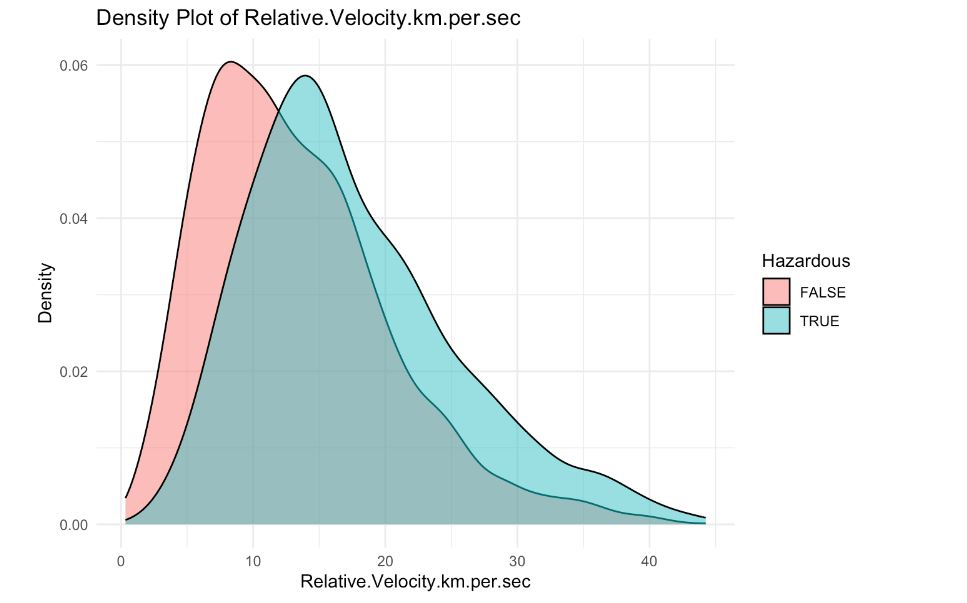 Density Plot of Relative.Velocity.km.per.sec
0.06
0.04
0.02
0.00
Density
0 10 20 30 40
Relative.Velocity.km.per.sec
Hazardous
FALSE
TRUE